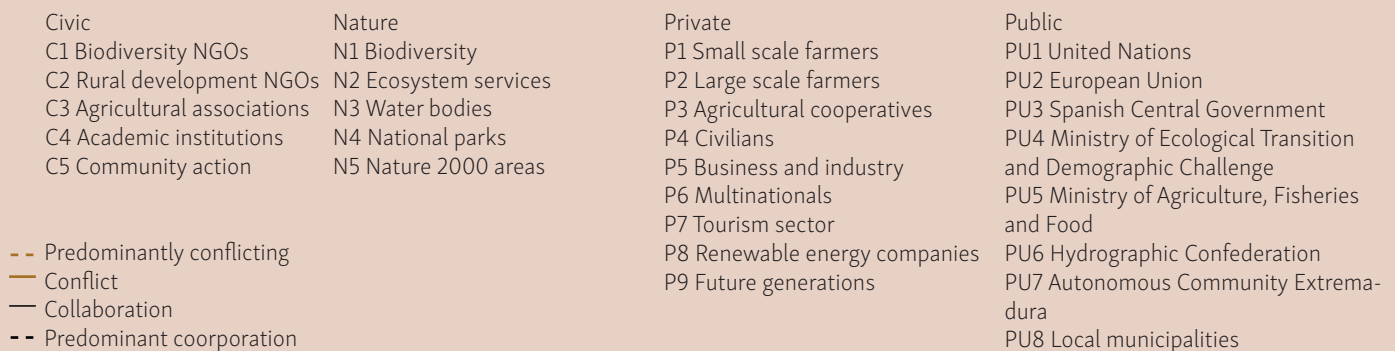 Civic
C1 Biodiversity NGOs
C2 Rural development NGOs
C3 Agricultural associations
C4 Academic institutions
C5 Community action
Nature
N1 Biodiversity
N2 Ecosystem services
N3 Water bodies
N4 National parks
N5 Nature 2000 areas
-- Predominantly conflicting
— Conflict
— Collaboration
-- Predominant coorporation
Private
P1 Small scale farmers
P2 Large scale farmers
P3 Agricultural cooperatives
P4 Civilians
P5 Business and industry
P6 Multinationals
P7 Tourism sector
P8 Renewable energy companies
P9 Future generations
Public
PU1 United Nations
PU2 European Union
PU3 Spanish Central Government
PU4 Ministry of Ecological Transition
and Demographic Challenge
PU5 Ministry of Agriculture, Fisheries
and Food
PU6 Hydrographic Confederation
PU7 Autonomous Community Extrema-
dura
PU8 Local municipalities